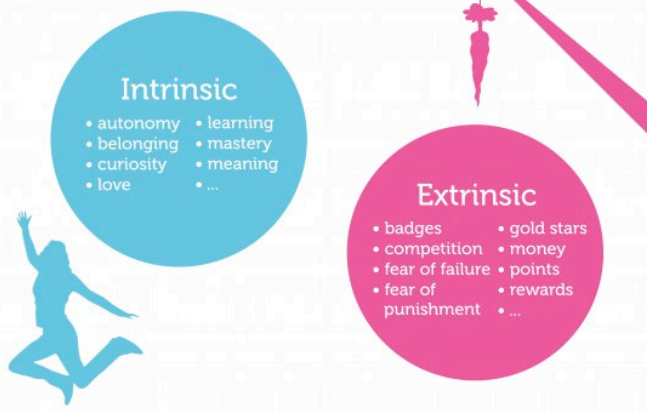 Intrinsic
• autonomy • learning
• belonging • mastery
• curiosity • meaning
• love • ...
Extrinsic
• badges • gold stars
• competition • money
• fear of failure • points
• fear of • rewards
punishment • ...